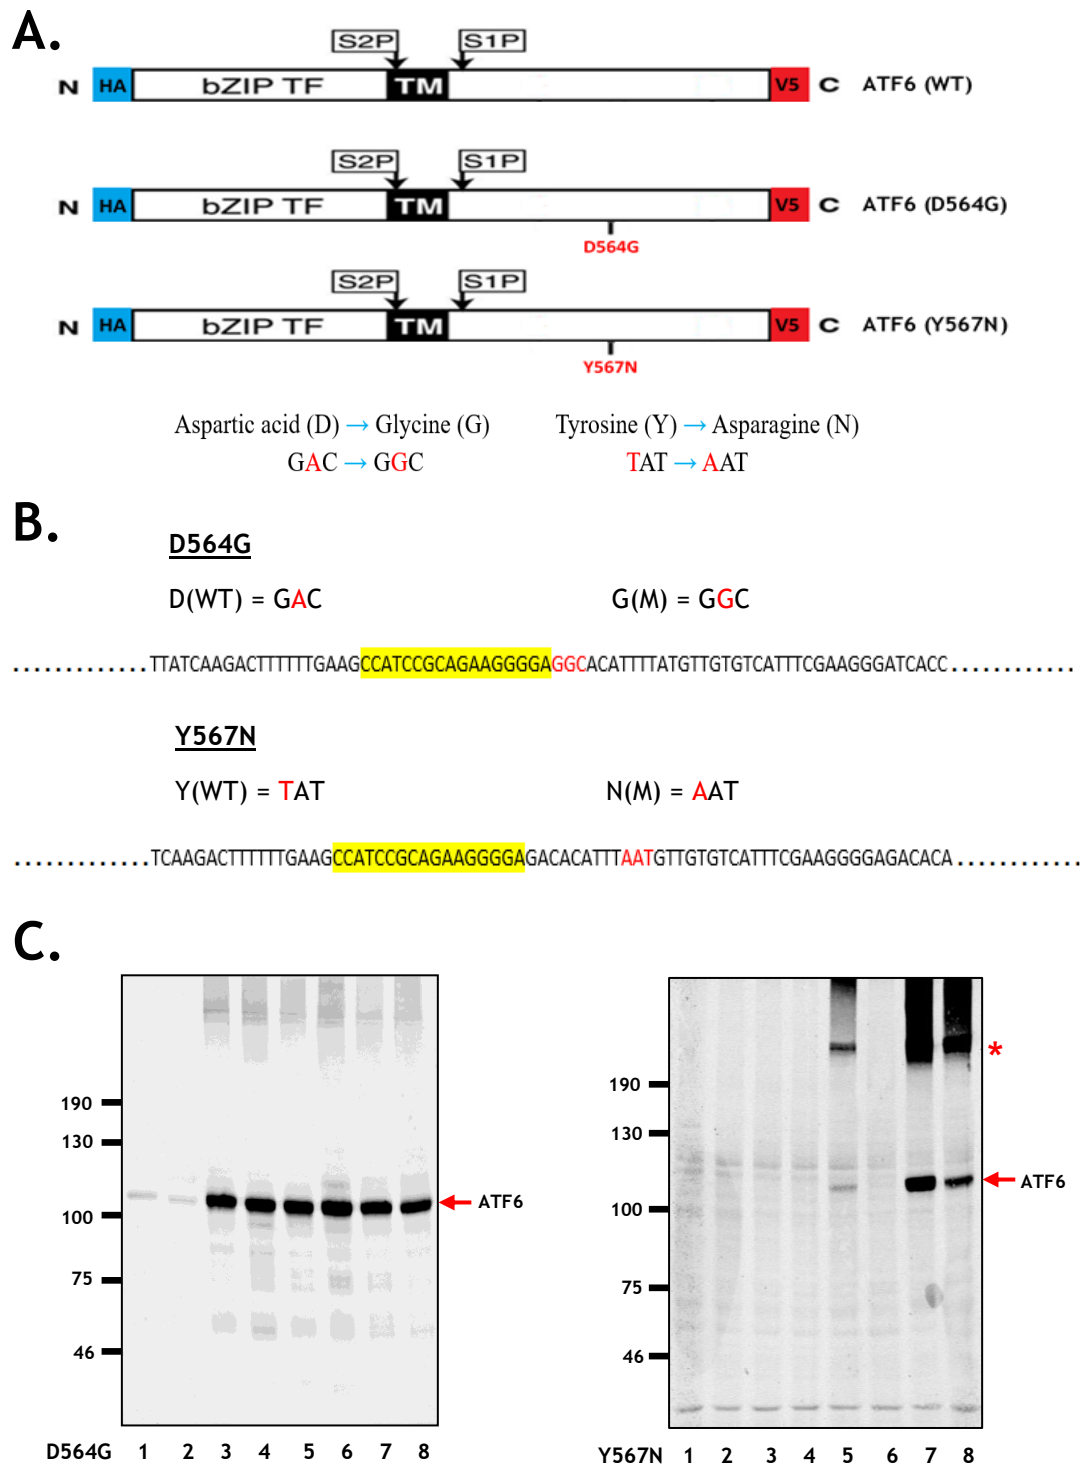 A.
S2P S1P
N HA bZIP TF TM V5 C ATF6 (WT)
S2P S1P
N HA bZIP TF TM V5 C ATF6 (D564G)
D564G
S2P S1P
N HA bZIP TF TM V5 C ATF6 (Y567N)
Y567N
Aspartic acid (D) → Glycine (G) Tyrosine (Y) → Asparagine (N)
GAC → GGC TAT → AAT
B.
D564G
D(WT) = GAC G(M) = GGC
.............TTATCAAGACTTTTTTGAAGCCATCCGCAGAAGGGGAGGCACATTTTATGTTGTGTCATTTCGAAGGGATCACC............
Y567N
Y(WT) = TAT N(M) = AAT
.............TCAAGACTTTTTTGAAGCCATCCGCAGAAGGGGAGACACATTTAATGTTGTGTCATTTCGAAGGGGAGACACA............
C.
190
130
100
75
46
ATF6
D564G 1 2 3 4 5 6 7 8
190
130
100
75
46
*
ATF6
Y567N 1 2 3 4 5 6 7 8